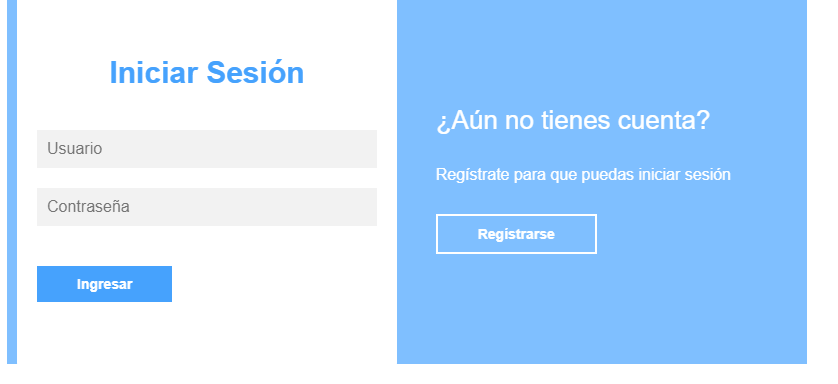 Iniciar Sesión
Usuario
Contraseña
Ingresar
¿Aún no tienes cuenta?
Regístrate para que puedas iniciar sesión
Registrarse